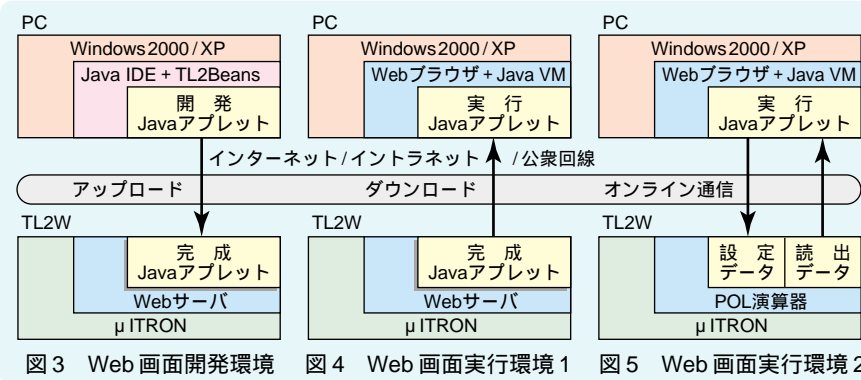 PC
Windows2000/XP
Java IDE + TL2Beans
開 発
Javaアプレット
PC
Windows2000/XP
Webブラウザ + Java VM
実 行
Javaアプレット
PC
Windows2000/XP
Webブラウザ + Java VM
実 行
Javaアプレット
インターネット/イントラネット/公衆回線
アップロード
ダウンロード
オンライン通信
TL2W
完 成
Javaアプレット
Webサーバ
μITRON
TL2W
完 成
Javaアプレット
Webサーバ
μITRON
TL2W
設 定
データ
読 出
データ
POL演算器
μITRON
図3 Web画面開発環境
図4 Web画面実行環境1
図5 Web画面実行環境2